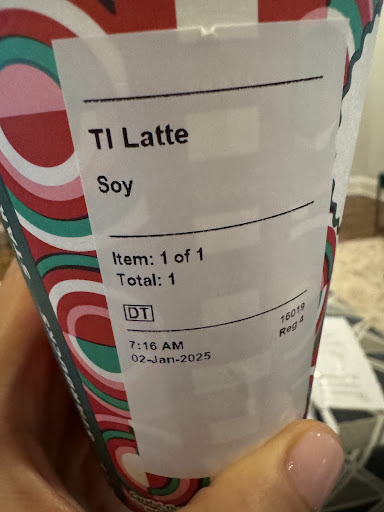 TI Latte
Soy
Item: 1 of 1
Total: 1
DT
16019
Reg 4
7:16 AM
02-Jan-2025